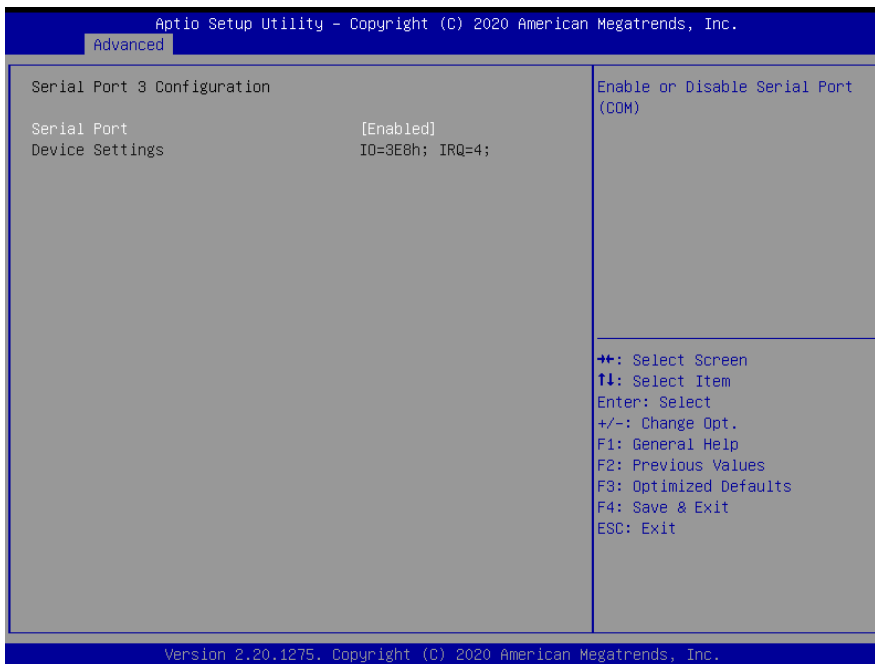 Aptio Setup Utility – Copyright (C) 2020 American Megatrends, Inc.
Advanced
Serial Port 3 Configuration
Serial Port [Enabled]
Device Settings IO=3E8h; IRQ=4;
Enable or Disable Serial Port
(COM)
→←: Select Screen
↑↓: Select Item
Enter: Select
+/-: Change Opt.
F1: General Help
F2: Previous Values
F3: Optimized Defaults
F4: Save & Exit
ESC: Exit
Version 2.20.1275. Copyright (C) 2020 American Megatrends, Inc.